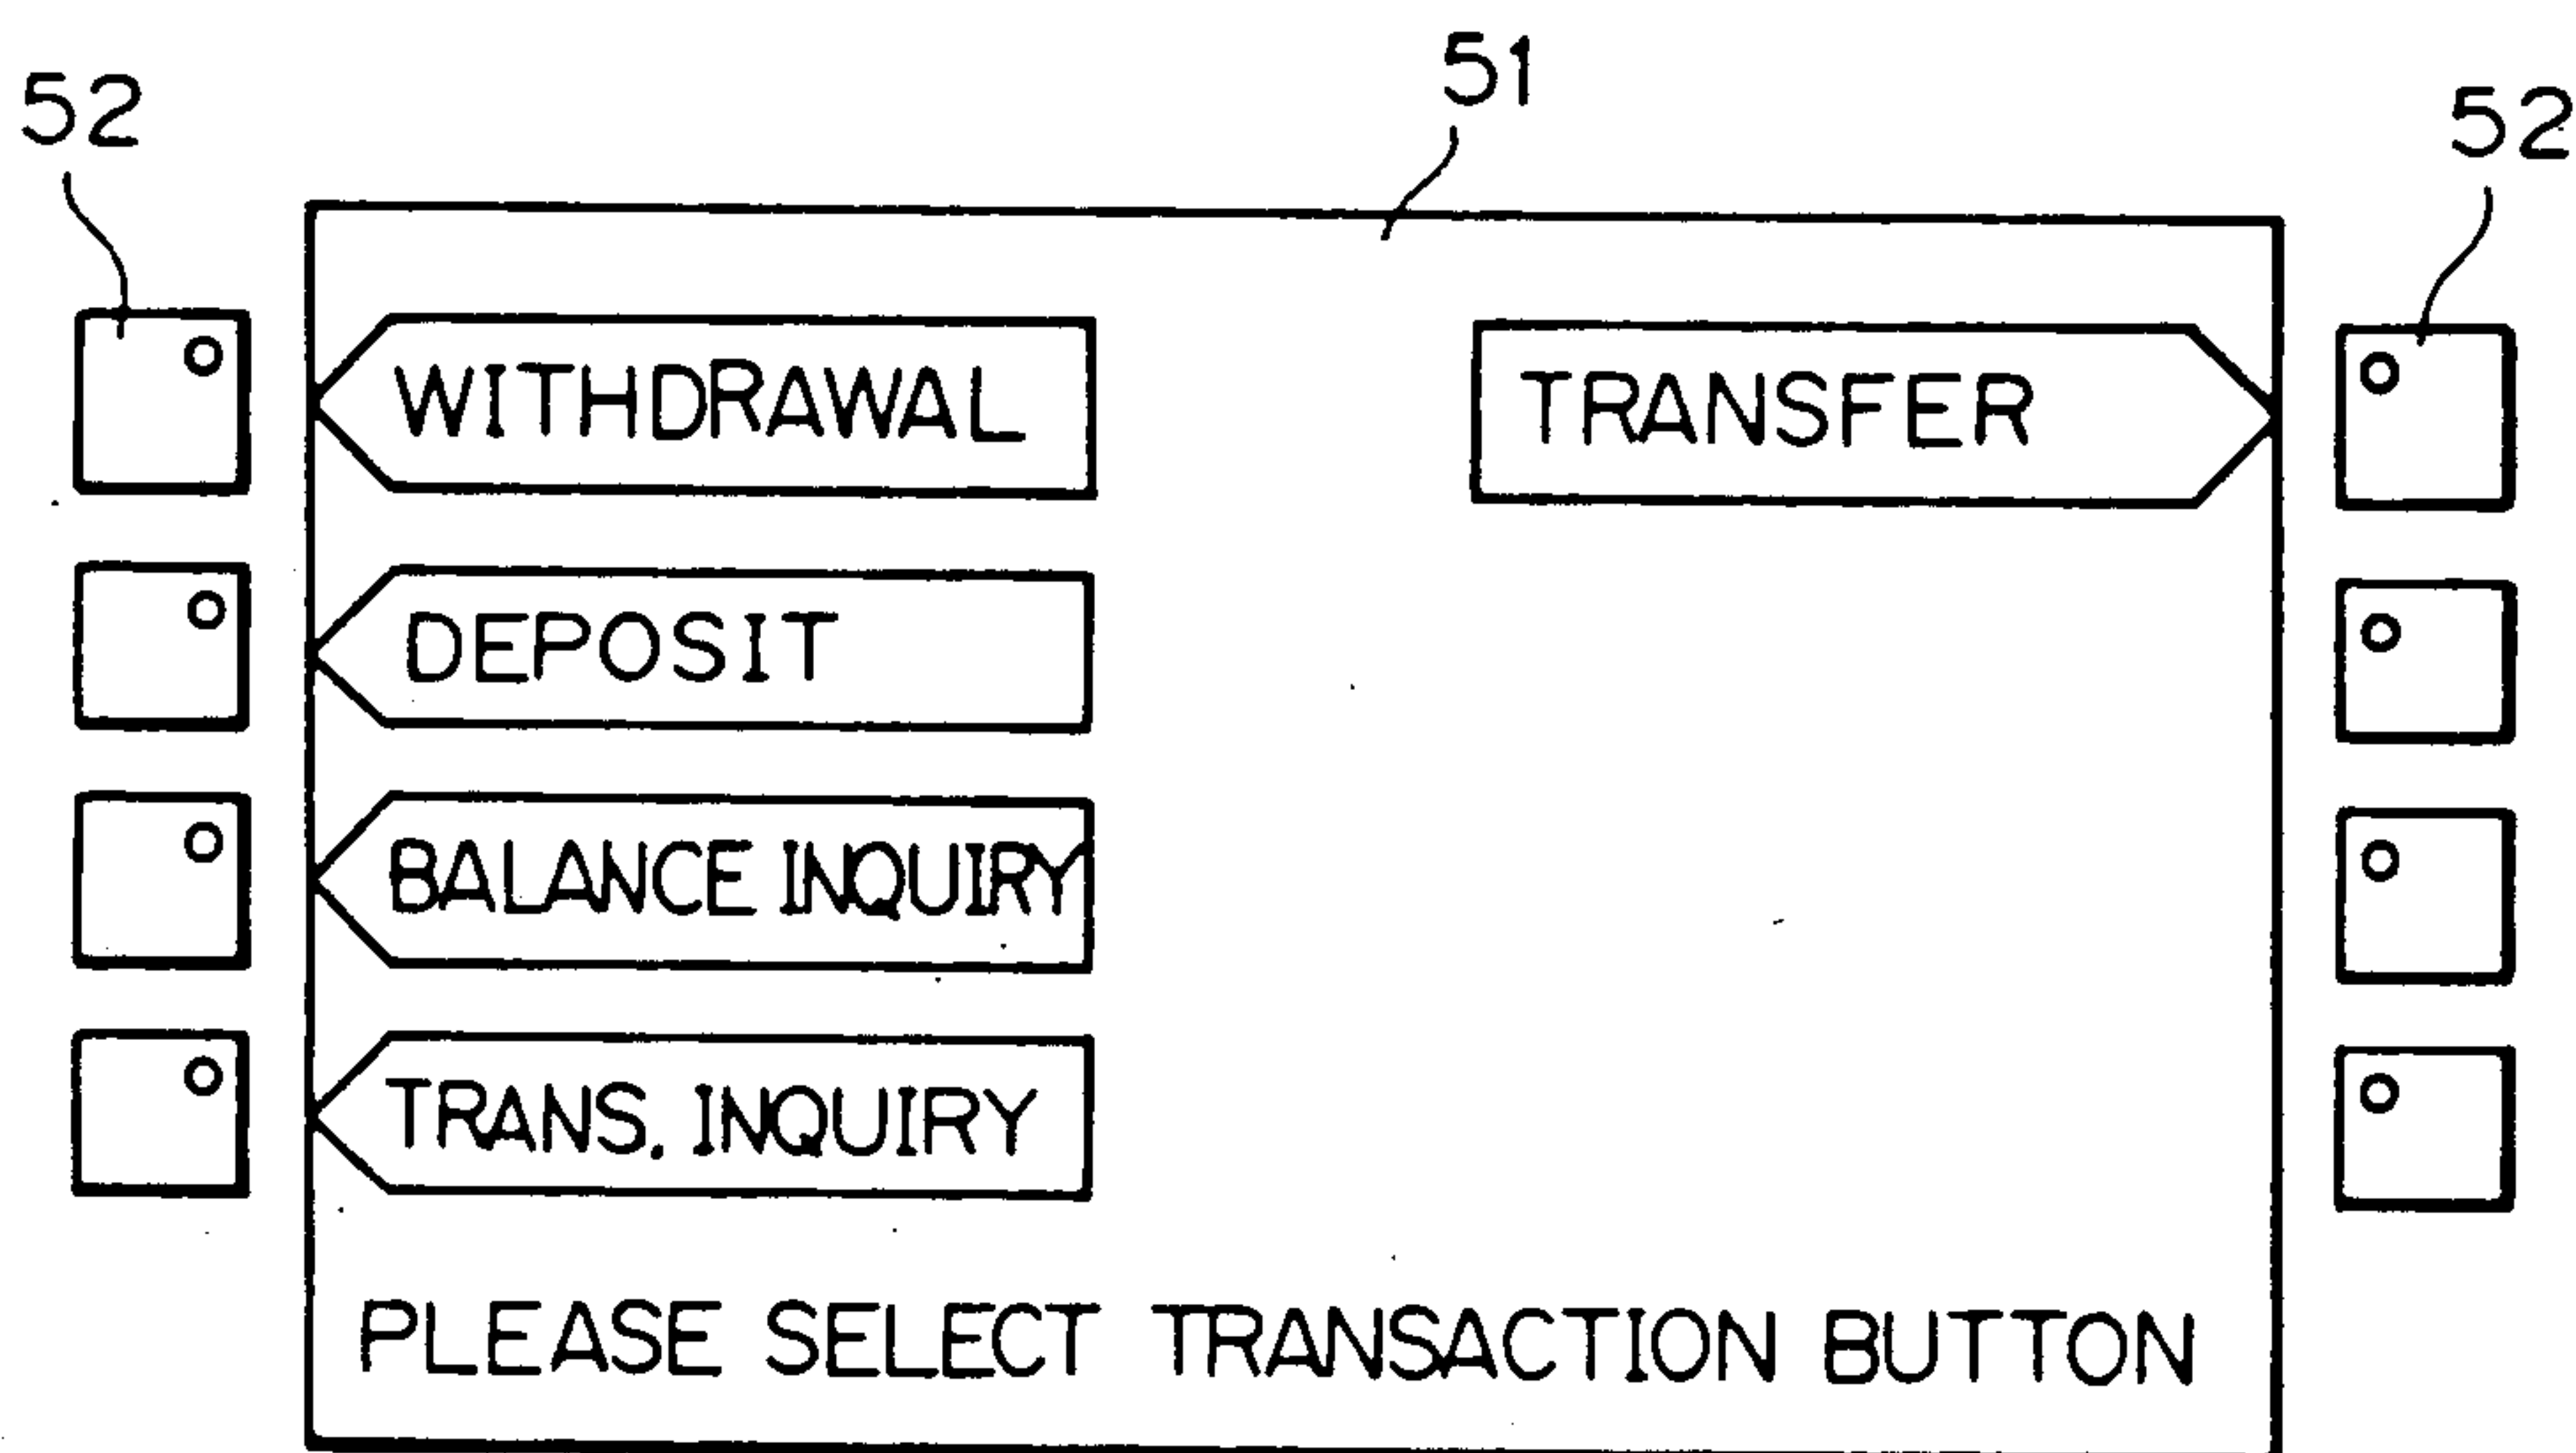 51
52
52
WITHDRAWAL
TRANSFER
DEPOSIT
BALANCE INQUIRY
TRANS. INQUIRY
PLEASE SELECT TRANSACTION BUTTON